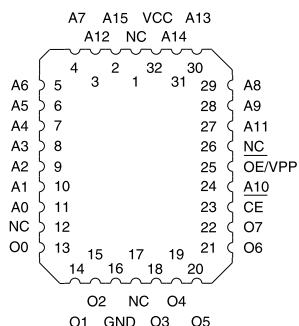 A7 A15 VCC A13
A12 NC A14
4 32 30
3 2 1 31
A6 5 29 A8
A5 6 28 A9
A4 7 27 A11
A3 8 26 NC
A2 9 25 OE/VPP
A1 10 24 A10
A0 11 23 CE
NC 12 22 O7
O0 13 21 O6
15 17 19
14 16 18 20
O2 NC O4
O1 GND O3 O5